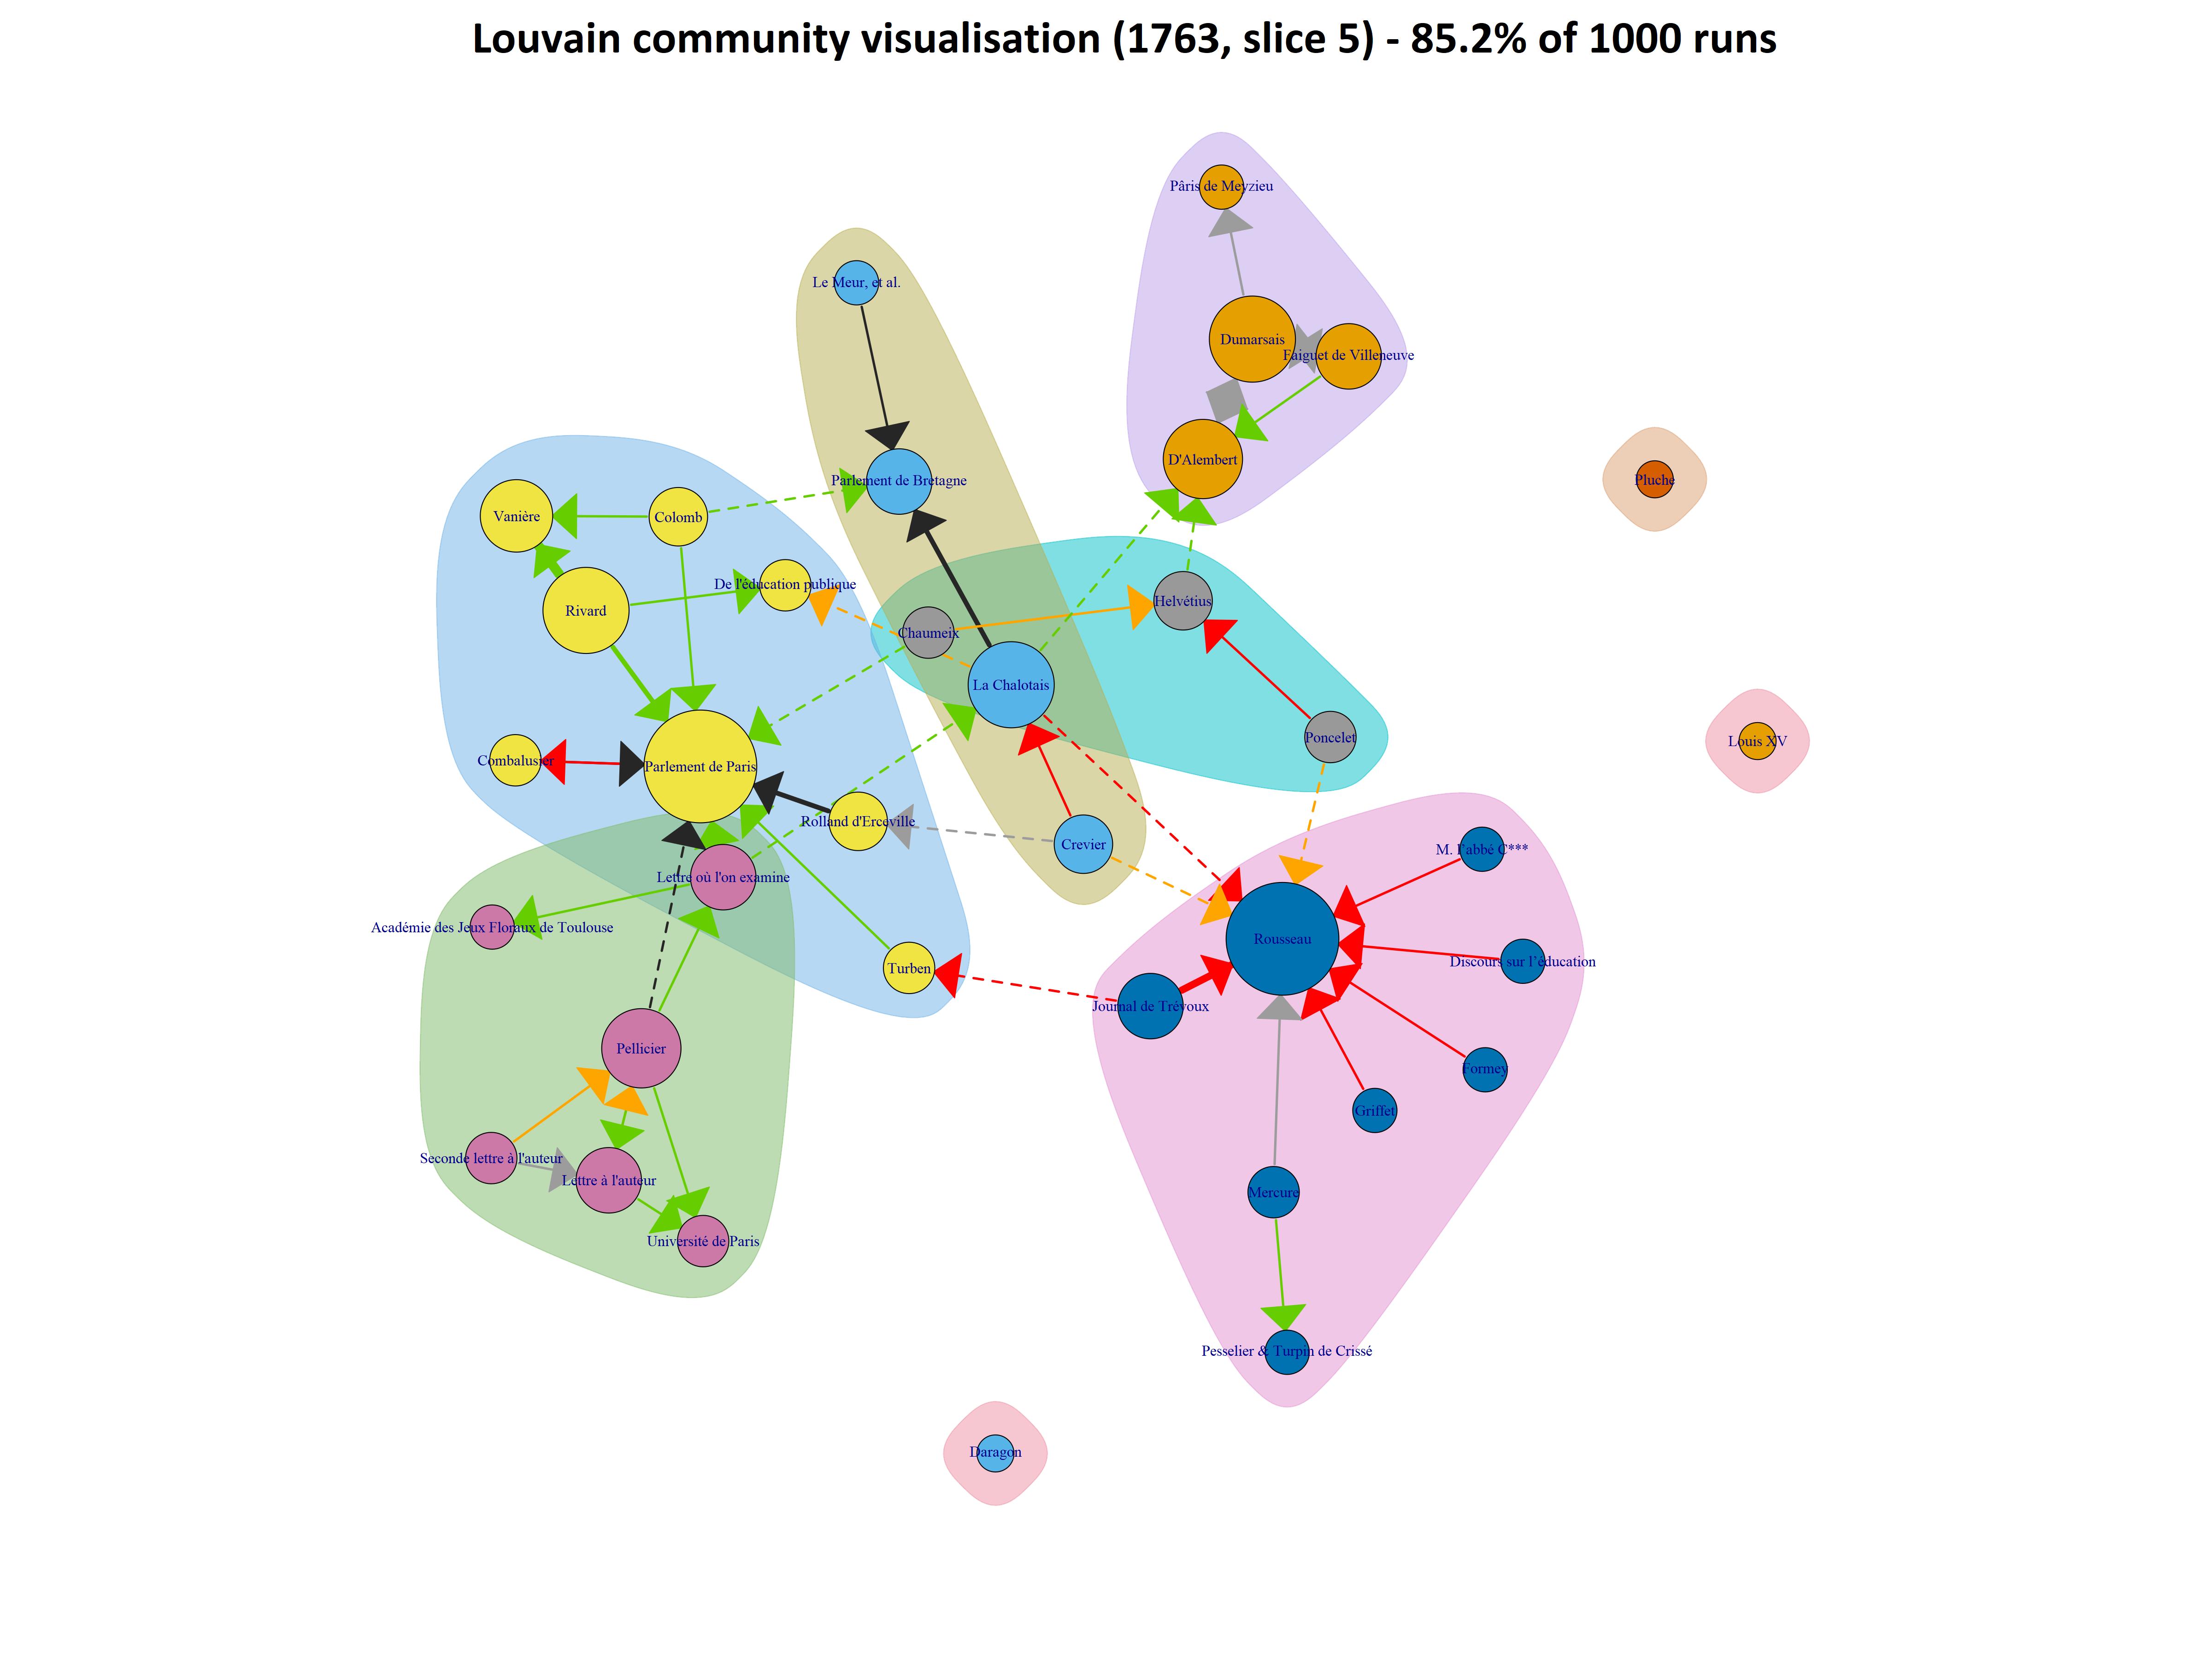 Louvain community visualisation (1763, slice 5) - 85.2% of 1000 runs
Pâris de Meyzieu
Le Meur, et al.
Dumarsais
Faiguet de Villeneuve
D'Alembert
Parlement de Bretagne
Pluche
Vanière
Colomb
De l'éducation publique
Helvétius
Rivard
Chaumeix
La Chalotais
Poncelet
Louis XV
Combalusier
Parlement de Paris
Rolland d'Erceville
Crevier
M. l'abbé C***
Lettre où l'on examine
Académie des Jeux Floraux de Toulouse
Rousseau
Discours sur l’éducation
Turben
Journal de Trévoux
Pellicier
Formey
Griffet
Seconde lettre à l'auteur
Lettre à l'auteur
Mercure
Université de Paris
Pesselier & Turpin de Crissé
Daragon